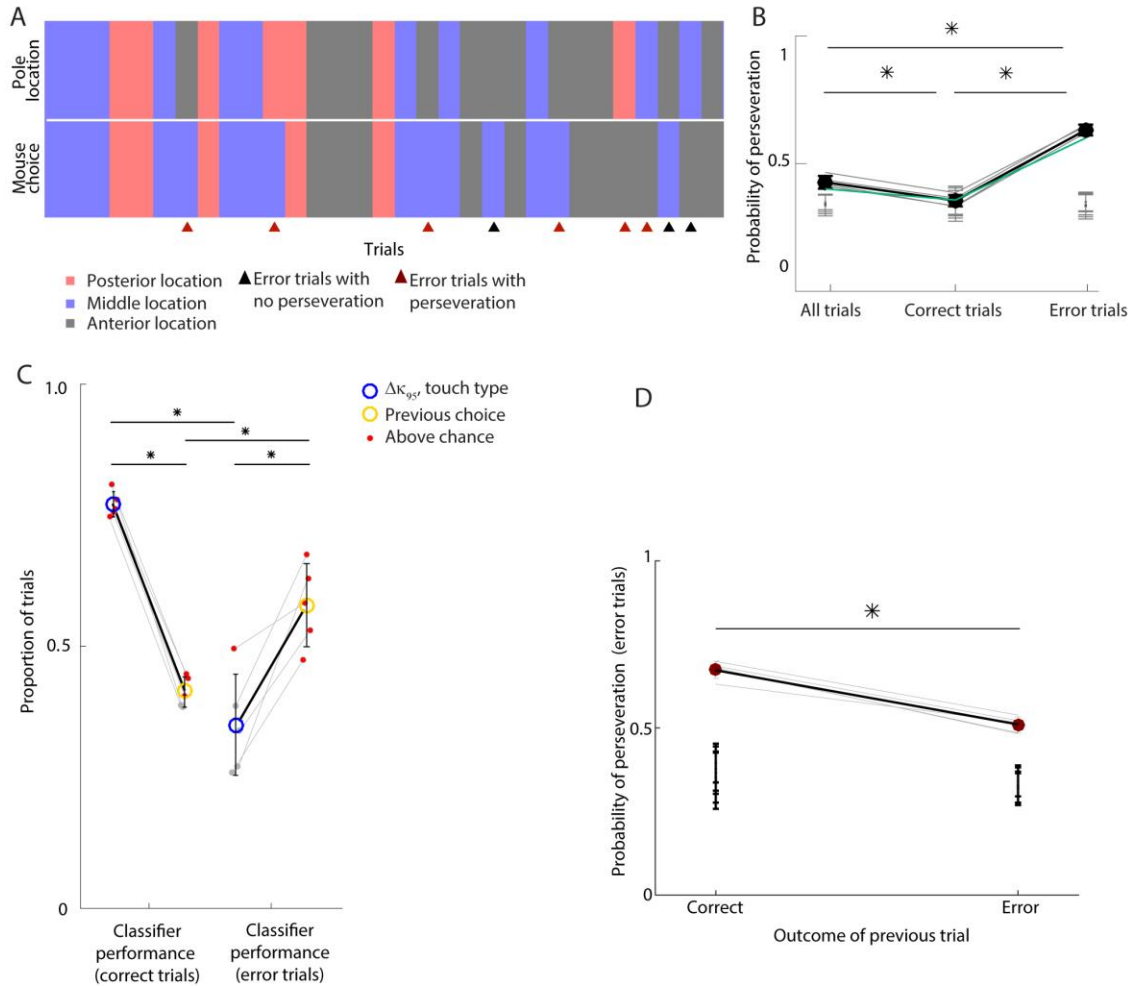 A
Pole
location
Mouse
choice
Trials
Posterior location
Middle location
Anterior location
Error trials with
no perseveration
Error trials with
perseveration
B
Probability of perseveration
1
0.5
0
All trials
Correct trials
Error trials
*
*
*
C
Proportion of trials
1.0
0.5
0
*
*
*
*
Δκ95, touch type
Previous choice
Above chance
Classifier
performance
(correct trials)
Classifier
performance
(error trials)
D
Probability of perseveration (error trials)
1
0.5
0
*
Correct
Error
Outcome of previous trial